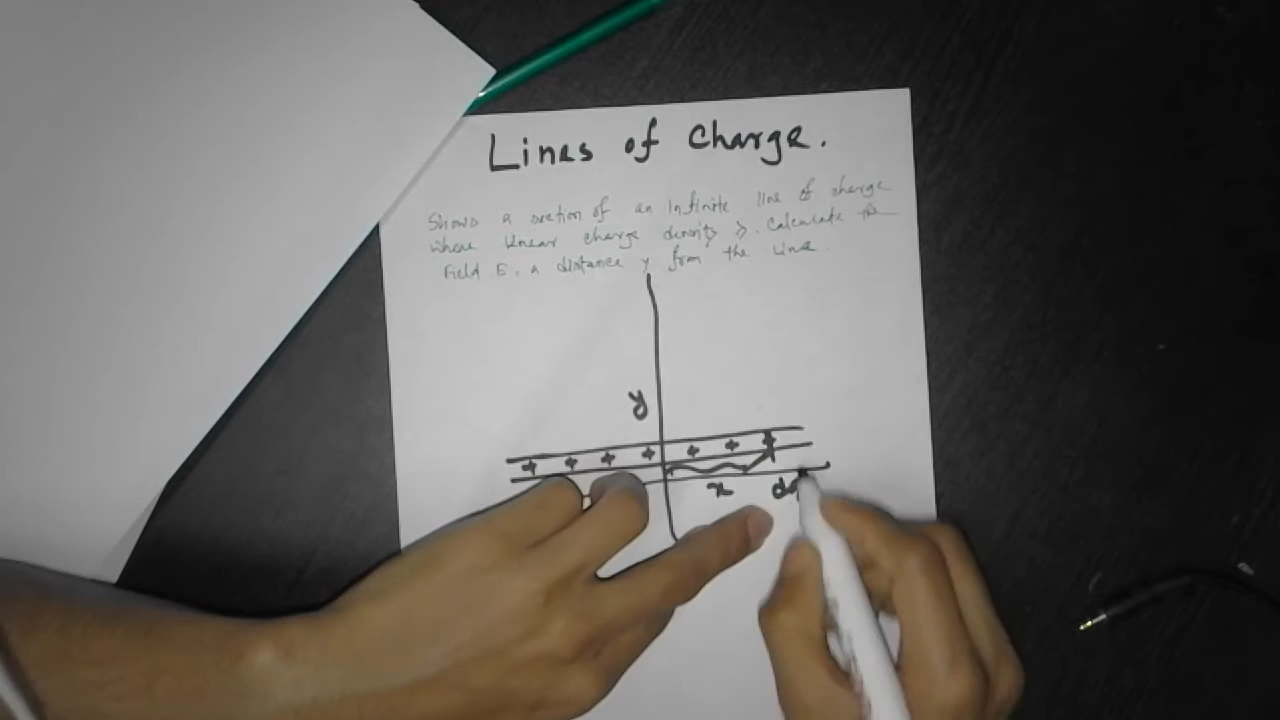 Lines of Charge.
Shows a section of an infinite line of charge
whose linear charge density λ. Calculate the
Field E, a distance y from the line.
y
+ + + + + + +
x dq